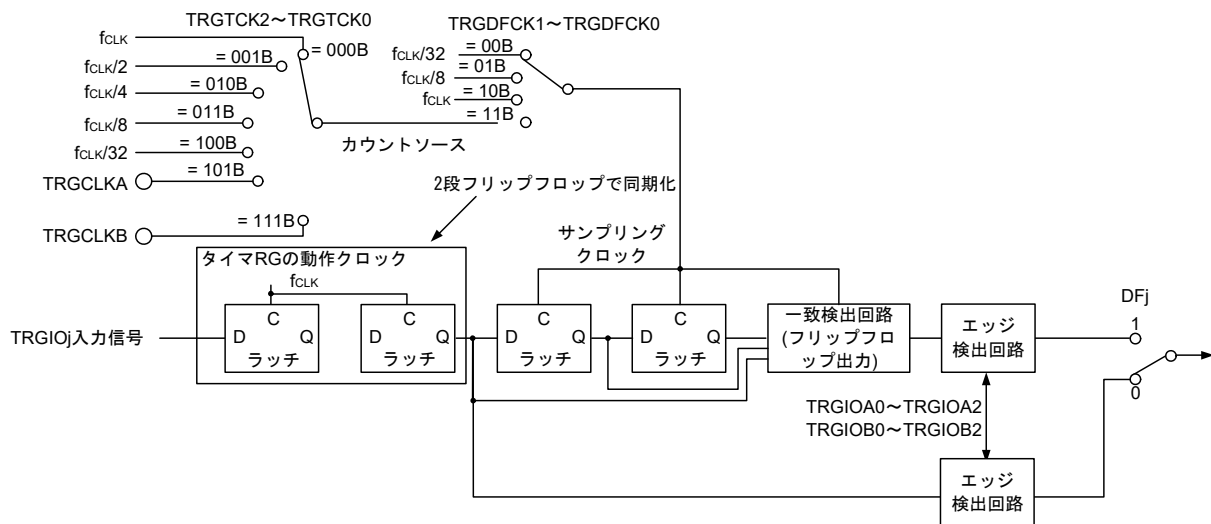 TRGTCK2～TRGTCK0
TRGDFCK1～TRGDFCK0
fCLK
= 000B
fCLK/2
= 001B
fCLK/4
= 010B
fCLK/8
= 011B
fCLK/32
= 100B
TRGCLKA
= 101B
TRGCLKB
= 111B
fCLK/32
= 00B
fCLK/8
= 01B
fCLK
= 10B
= 11B
カウントソース
2段フリップフロップで同期化
サンプリング
クロック
タイマRGの動作クロック
fCLK
TRGIOj入力信号
D
C
ラッチ
C
D
Q
ラッチ
C
D
Q
ラッチ
C
D
Q
ラッチ
一致検出回路
(フリップフロ
ップ出力)
エッジ
検出回路
DFj
1
0
TRGIOA0～TRGIOA2
TRGIOB0～TRGIOB2
エッジ
検出回路